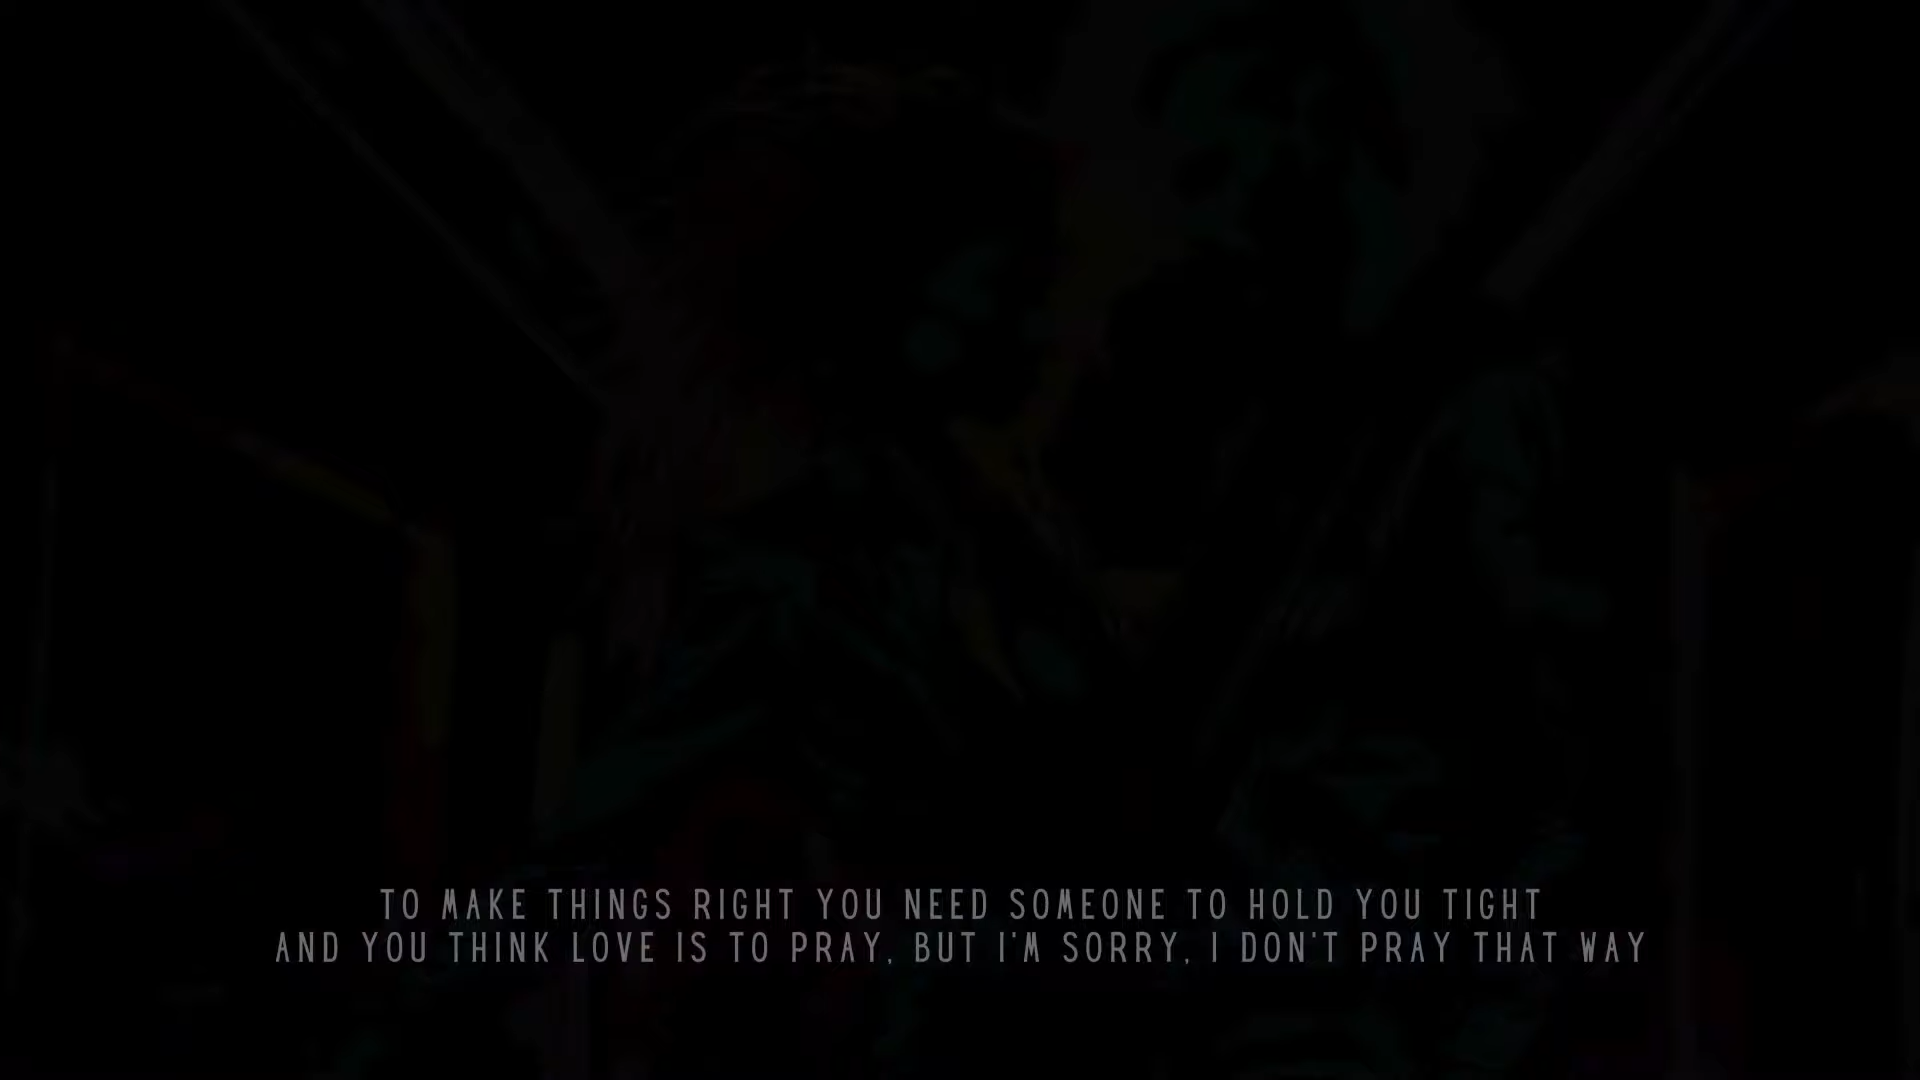 TO MAKE THINGS RIGHT YOU NEED SOMEONE TO HOLD YOU TIGHT
AND YOU THINK LOVE IS TO PRAY, BUT I'M SORRY, I DON'T PRAY THAT WAY